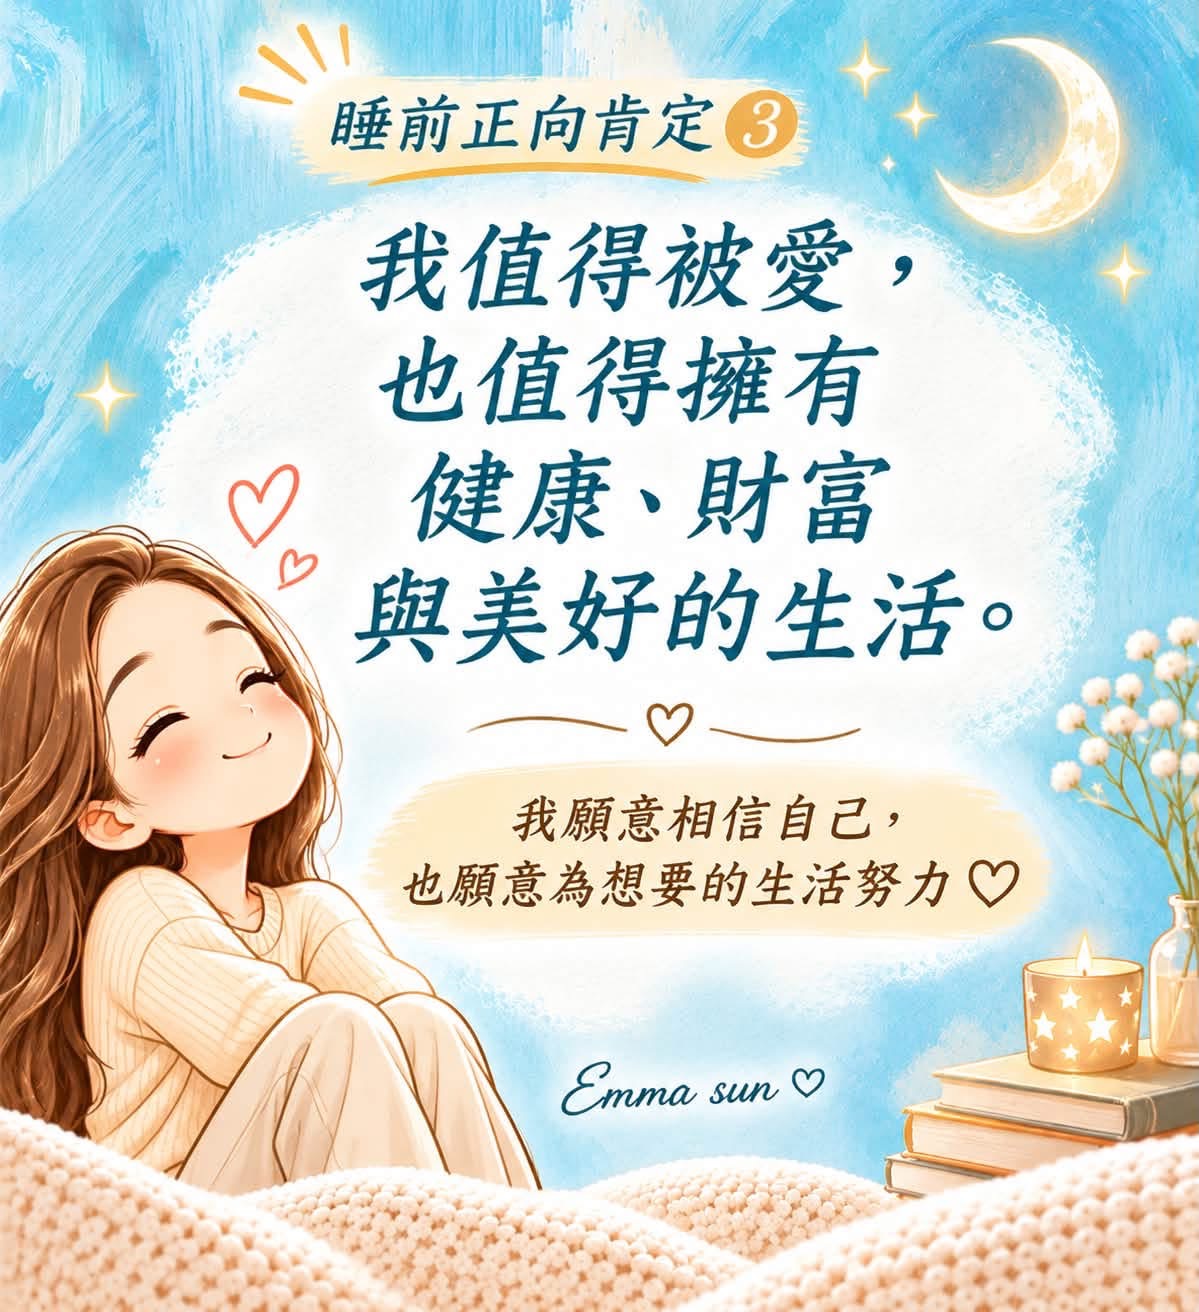 睡前正向肯定3
我值得被愛，
也值得擁有
健康、財富
與美好的生活。
我願意相信自己，
也願意為想要的生活努力♡
Emma sun ♡